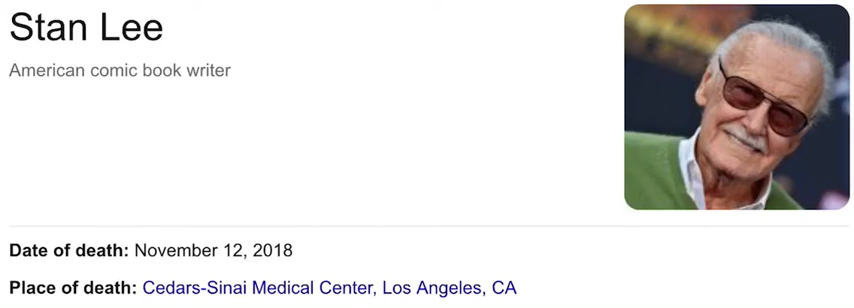 Stan Lee
American comic book writer
Date of death: November 12, 2018
Place of death: Cedars-Sinai Medical Center, Los Angeles, CA